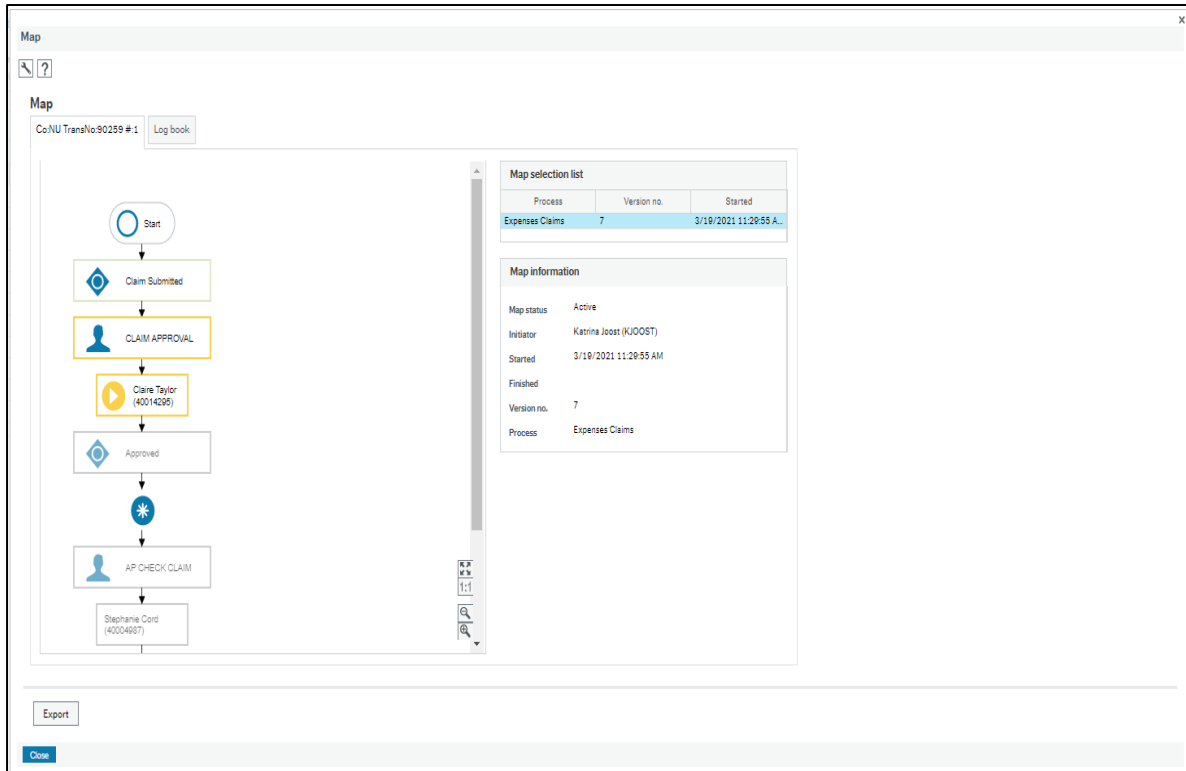 x
Map
?
Map
Co:NU TransNo:90259 #:1 Log book
Start
Claim Submitted
CLAIM APPROVAL
Claire Taylor
(40014295)
Approved
AP CHECK CLAIM
Stephanie Cord
(40004987)
1:1
Map selection list
Process Version no. Started
Expenses Claims 7 3/19/2021 11:29:55 A...
Map information
Map status Active
Initiator Katrina Joost (KJOOST)
Started 3/19/2021 11:29:55 AM
Finished
Version no. 7
Process Expenses Claims
Export
Close